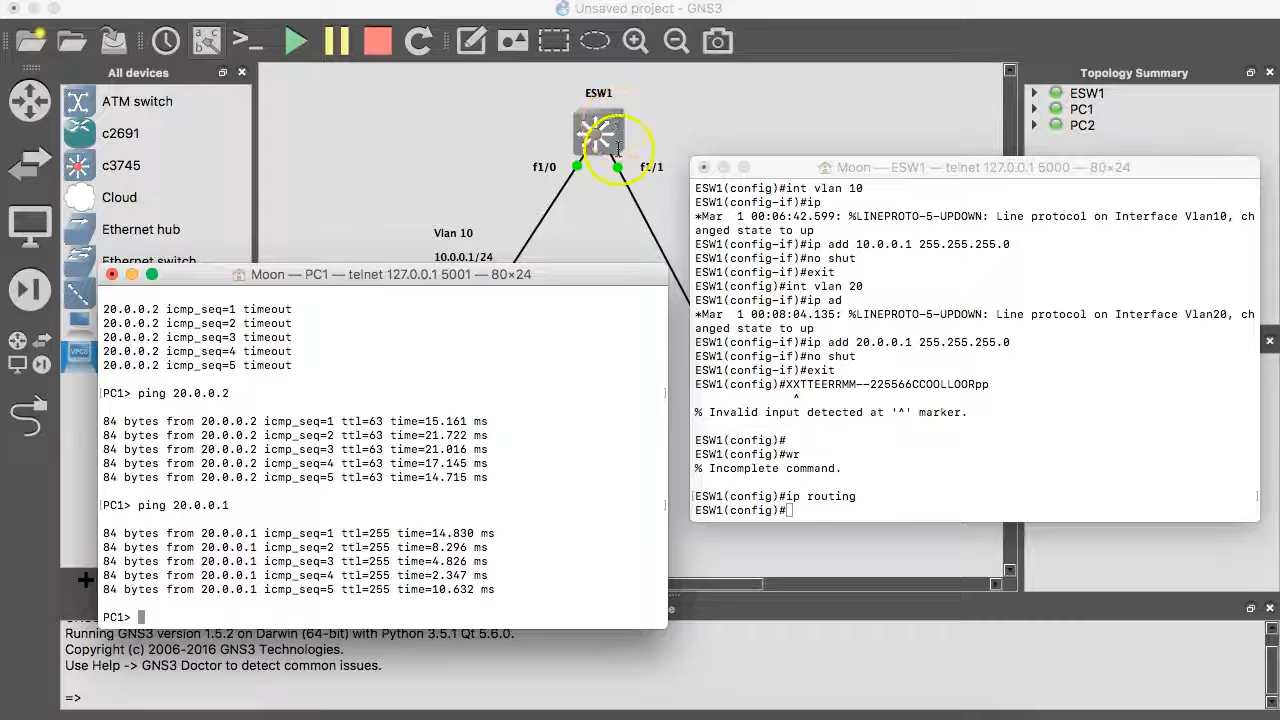 Unsaved project - GNS3
All devices
ATM switch
c2691
c3745
Cloud
Ethernet hub
Ethernet switch
VPCS
ESW1
f1/0
f1/1
Vlan 10
10.0.0.1/24
Topology Summary
ESW1
PC1
PC2
Moon — PC1 — telnet 127.0.0.1 5001 — 80×24
20.0.0.2 icmp_seq=1 timeout
20.0.0.2 icmp_seq=2 timeout
20.0.0.2 icmp_seq=3 timeout
20.0.0.2 icmp_seq=4 timeout
20.0.0.2 icmp_seq=5 timeout
[PC1> ping 20.0.0.2 ]
84 bytes from 20.0.0.2 icmp_seq=1 ttl=63 time=15.161 ms
84 bytes from 20.0.0.2 icmp_seq=2 ttl=63 time=21.722 ms
84 bytes from 20.0.0.2 icmp_seq=3 ttl=63 time=21.016 ms
84 bytes from 20.0.0.2 icmp_seq=4 ttl=63 time=17.145 ms
84 bytes from 20.0.0.2 icmp_seq=5 ttl=63 time=14.715 ms
[PC1> ping 20.0.0.1 ]
84 bytes from 20.0.0.1 icmp_seq=1 ttl=255 time=14.830 ms
84 bytes from 20.0.0.1 icmp_seq=2 ttl=255 time=8.296 ms
84 bytes from 20.0.0.1 icmp_seq=3 ttl=255 time=4.826 ms
84 bytes from 20.0.0.1 icmp_seq=4 ttl=255 time=2.347 ms
84 bytes from 20.0.0.1 icmp_seq=5 ttl=255 time=10.632 ms
PC1>
Moon — ESW1 — telnet 127.0.0.1 5000 — 80×24
ESW1(config)#int vlan 10
ESW1(config-if)#ip
*Mar  1 00:06:42.599: %LINEPROTO-5-UPDOWN: Line protocol on Interface Vlan10, ch
anged state to up
ESW1(config-if)#ip add 10.0.0.1 255.255.255.0
ESW1(config-if)#no shut
ESW1(config-if)#exit
ESW1(config)#int vlan 20
ESW1(config-if)#ip ad
*Mar  1 00:08:04.135: %LINEPROTO-5-UPDOWN: Line protocol on Interface Vlan20, ch
anged state to up
ESW1(config-if)#ip add 20.0.0.1 255.255.255.0
ESW1(config-if)#no shut
ESW1(config-if)#exit
ESW1(config)#XXTTEERRMM--225566CCOOLLOORpp
^
% Invalid input detected at '^' marker.
ESW1(config)#
ESW1(config)#wr
% Incomplete command.
[ESW1(config)#ip routing ]
ESW1(config)#
Running GNS3 version 1.5.2 on Darwin (64-bit) with Python 3.5.1 Qt 5.6.0.
Copyright (c) 2006-2016 GNS3 Technologies.
Use Help -> GNS3 Doctor to detect common issues.
=>